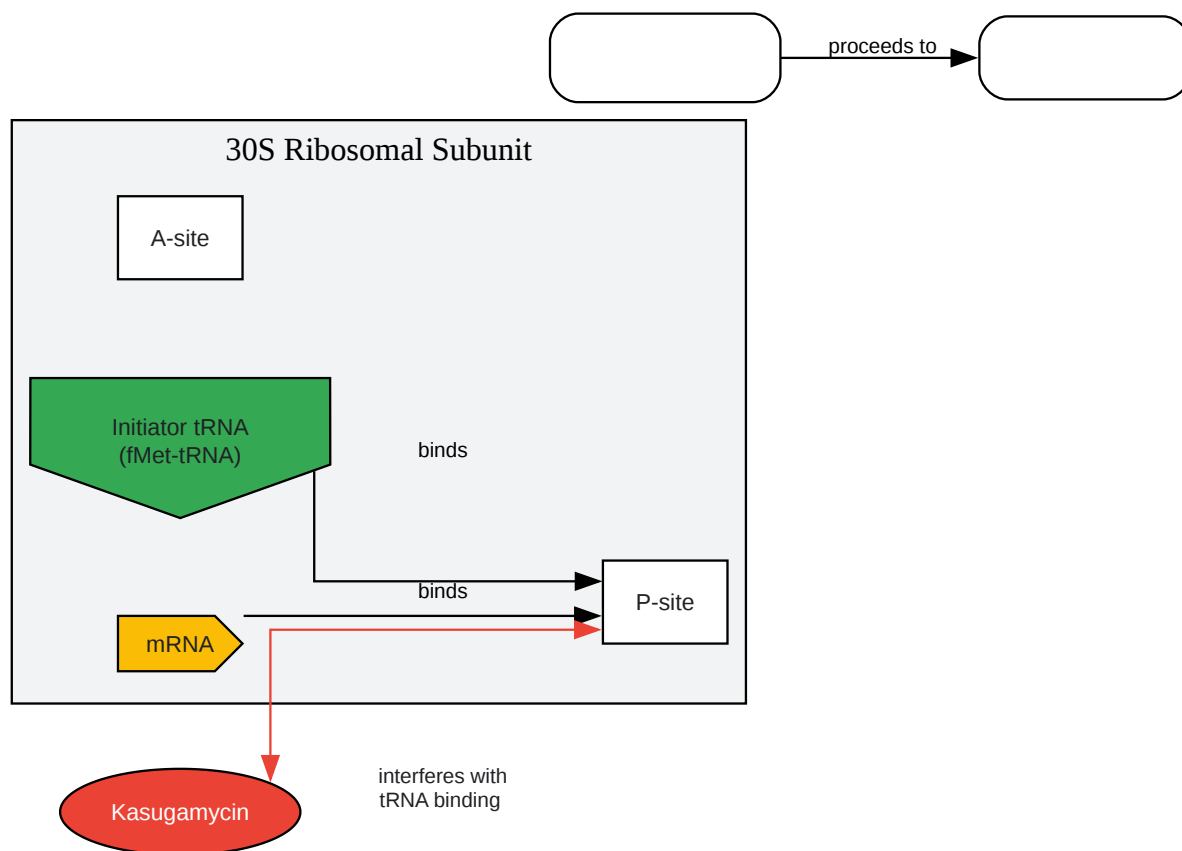 proceeds to
30S Ribosomal Subunit
A-site
Initiator tRNA
(fMet-tRNA)
binds
binds
P-site
mRNA
interferes with
tRNA binding
Kasugamycin